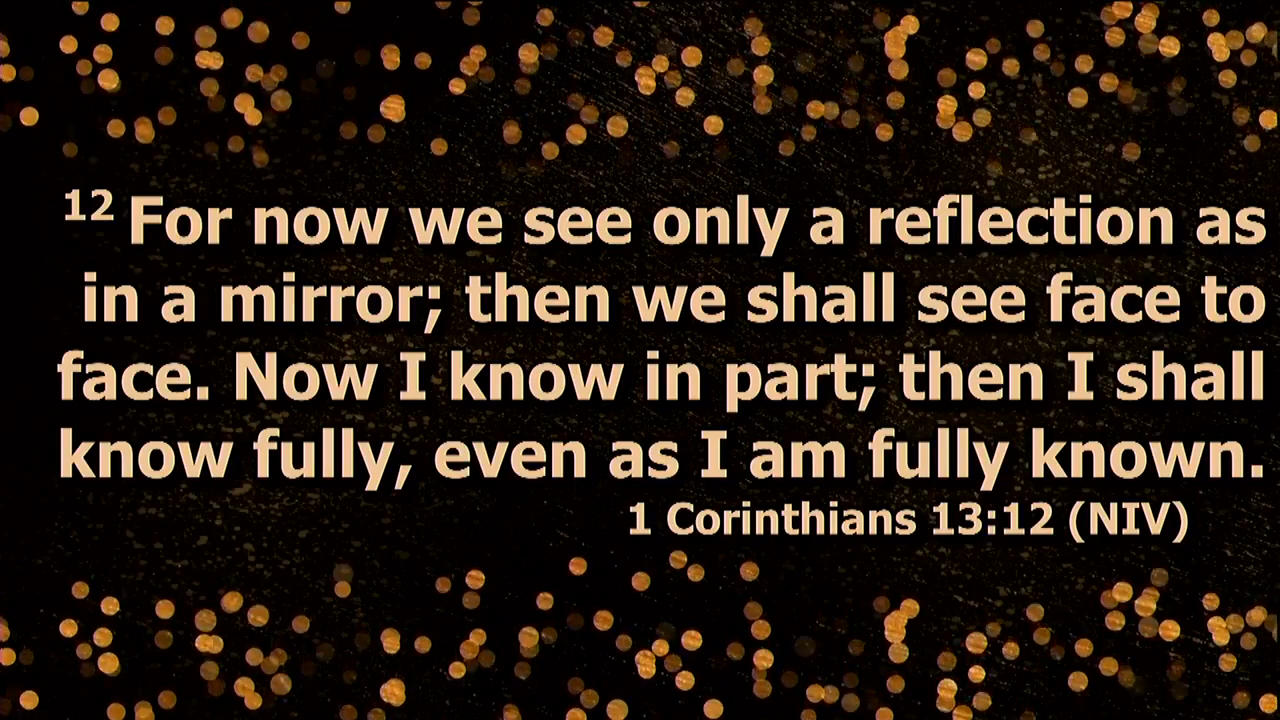 12 For now we see only a reflection as
in a mirror; then we shall see face to
face. Now I know in part; then I shall
know fully, even as I am fully known.
1 Corinthians 13:12 (NIV)